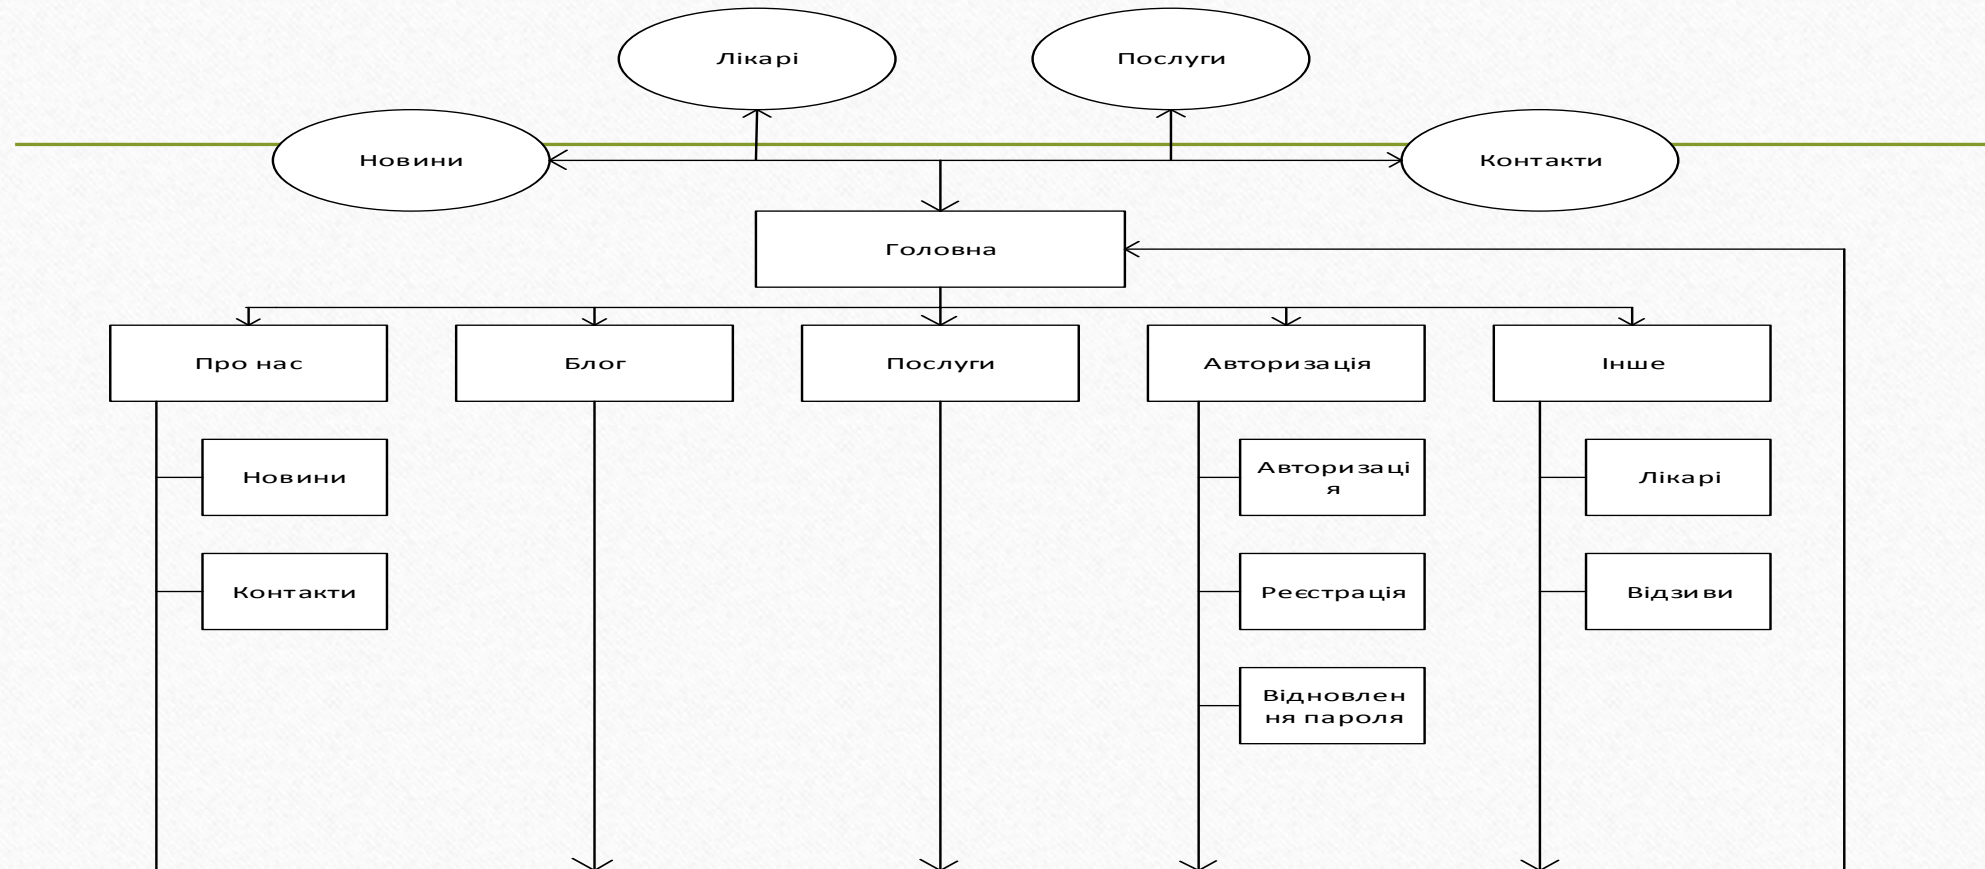 Лікарі
Послуги
Новини
Контакти
Головна
Про нас
Блог
Послуги
Авторизація
Інше
Новини
Авторизаці
я
Лікарі
Контакти
Реєстрація
Відзиви
Відновлен
ня пароля